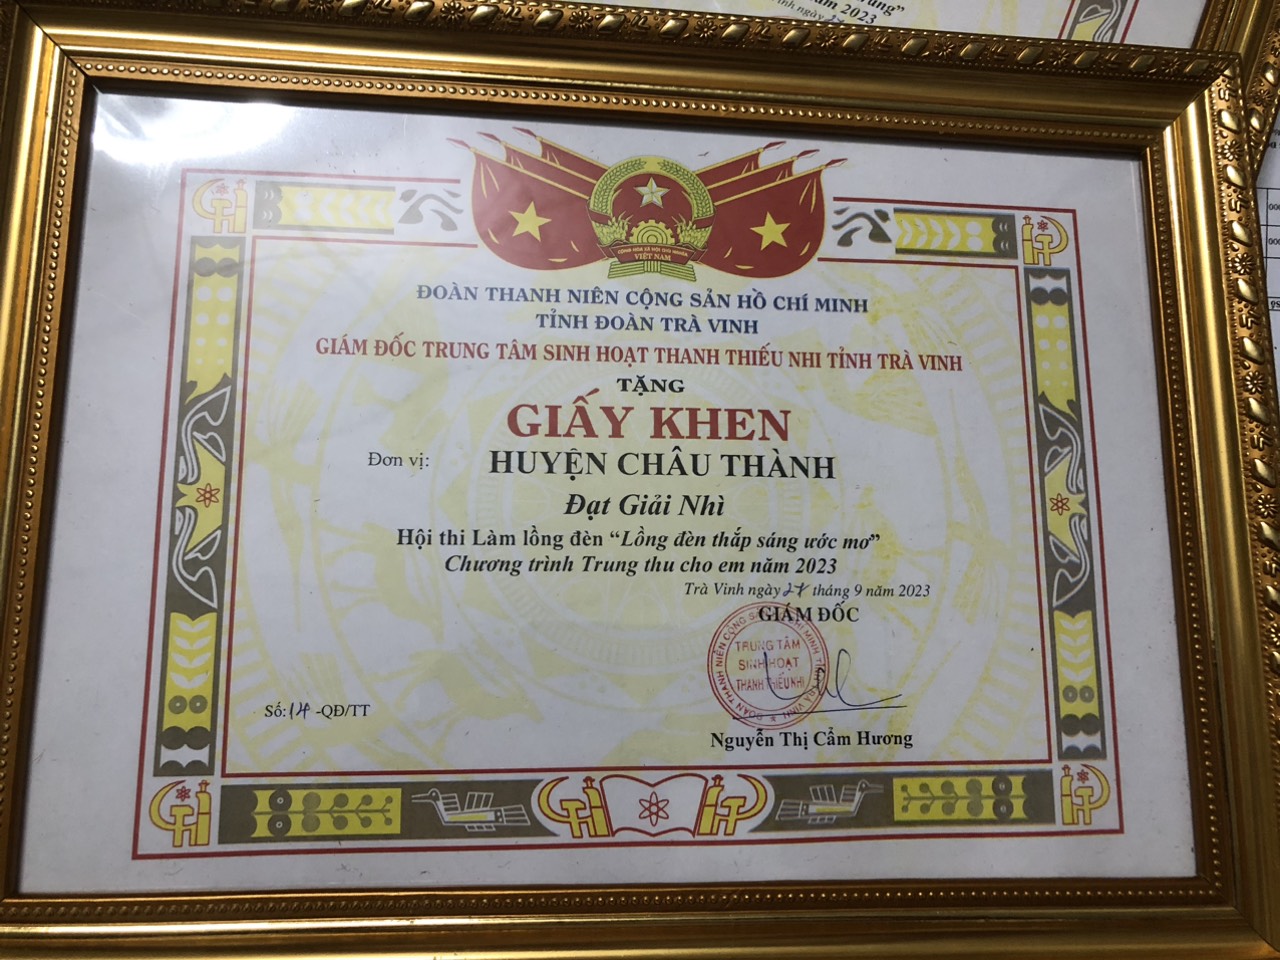 năm 2023
ĐOÀN THANH NIÊN CỘNG SẢN HỒ CHÍ MINH
TỈNH ĐOÀN TRÀ VINH
GIÁM ĐỐC TRUNG TÂM SINH HOẠT THANH THIẾU NHI TỈNH TRÀ VINH
TẶNG
GIẤY KHEN
Đơn vị: HUYỆN CHÂU THÀNH
Đạt Giải Nhì
Hội thi Làm lồng đèn “Lồng đèn thắp sáng ước mơ”
Chương trình Trung thu cho em năm 2023
Trà Vinh ngày 27 tháng 9 năm 2023
GIÁM ĐỐC
TRUNG TÂM
SINH HOẠT
THANH THIẾU NHI
Số: 14 -QĐ/TT
Nguyễn Thị Cẩm Hương
VIỆT NAM